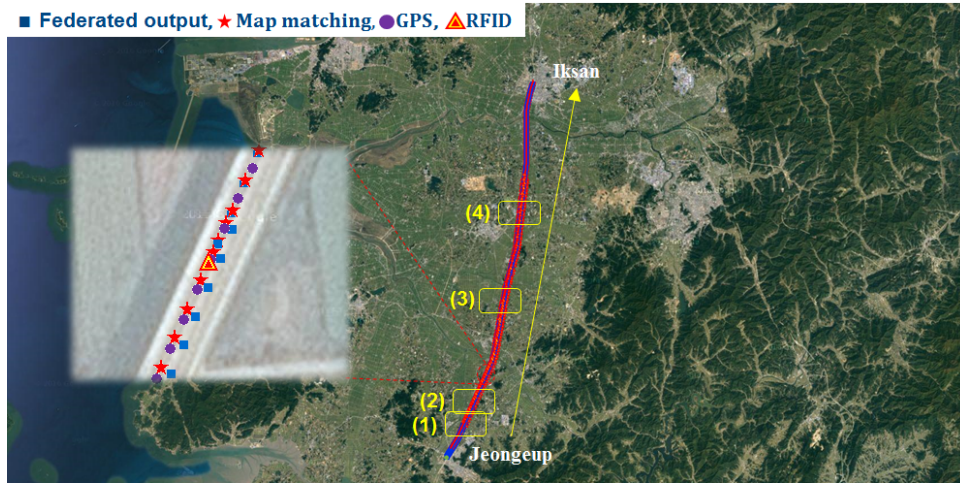 ■ Federated output, ★ Map matching, ●GPS, ▲RFID
Iksan
(4)
(3)
(2)
(1)
Jeongeup